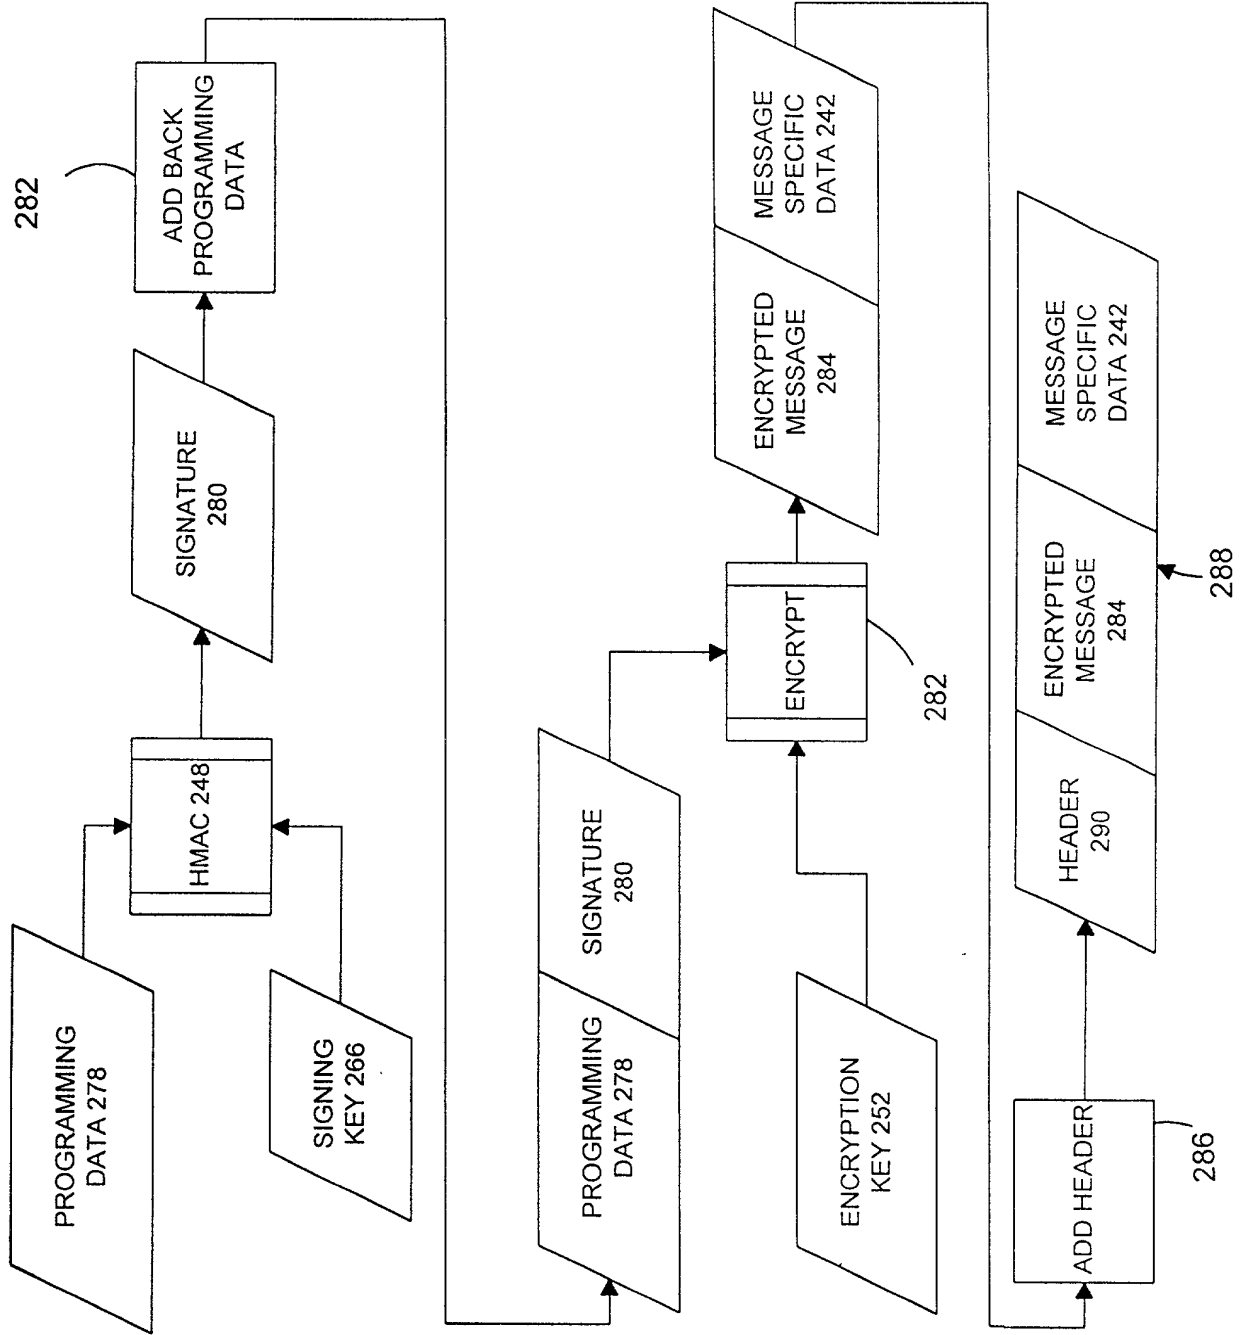 PROGRAMMING
DATA 278
SIGNING
KEY 266
HMAC 248
SIGNATURE
280
ADD BACK
PROGRAMMING
DATA
282
PROGRAMMING
DATA 278
SIGNATURE
280
ENCRYPTION
KEY 252
ENCRYPT
282
ENCRYPTED
MESSAGE
284
MESSAGE
SPECIFIC
DATA 242
ADD HEADER
286
HEADER
290
ENCRYPTED
MESSAGE
284
MESSAGE
SPECIFIC
DATA 242
288